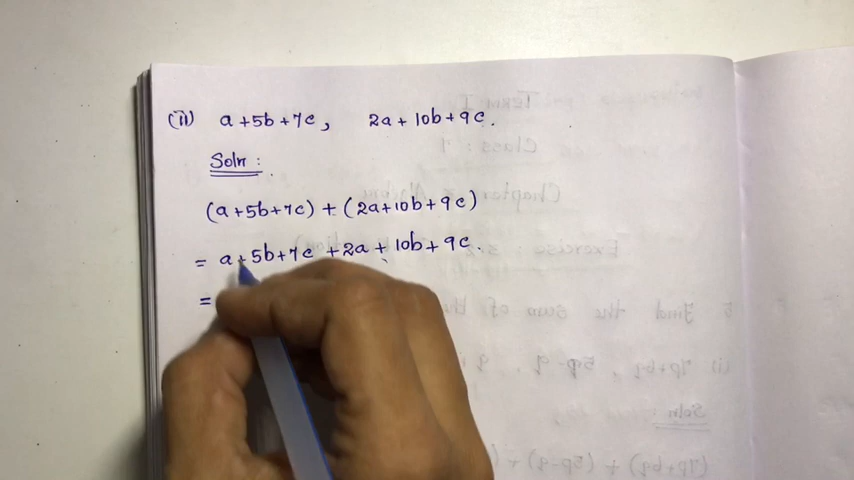 (ii) a+5b+7c, 2a+10b+9c.
Soln :
(a+5b+7c)+(2a+10b+9c)
= a+5b+7c+2a+10b+9c.
=